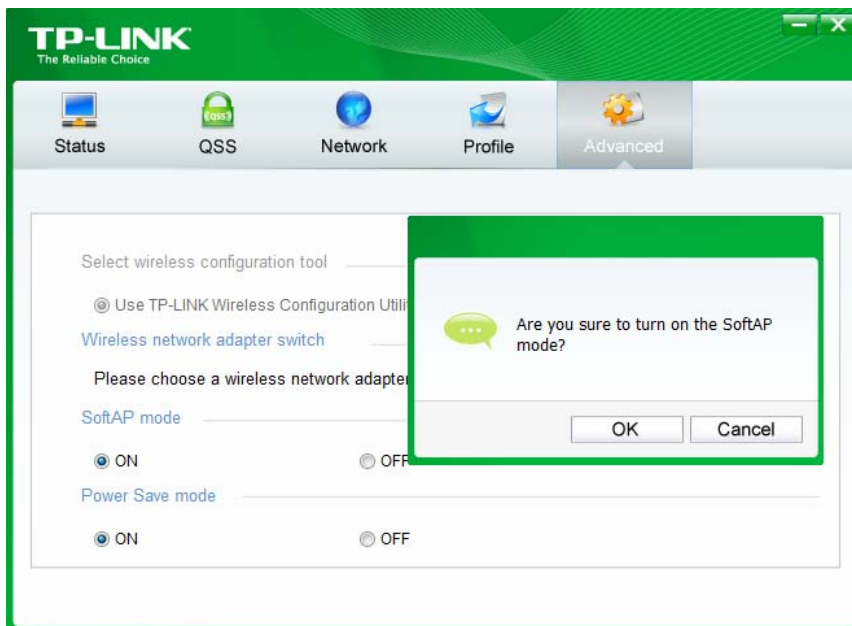 TP-LINK
The Reliable Choice
Status
QSS
Network
Profile
Advanced
Select wireless configuration tool
Use TP-LINK Wireless Configuration
Wireless network adapter switch
Please choose a wireless network adapter
SoftAP mode
ON
OFF
Power Save mode
ON
OFF
Are you sure to turn on the SoftAP
mode?
OK
Cancel